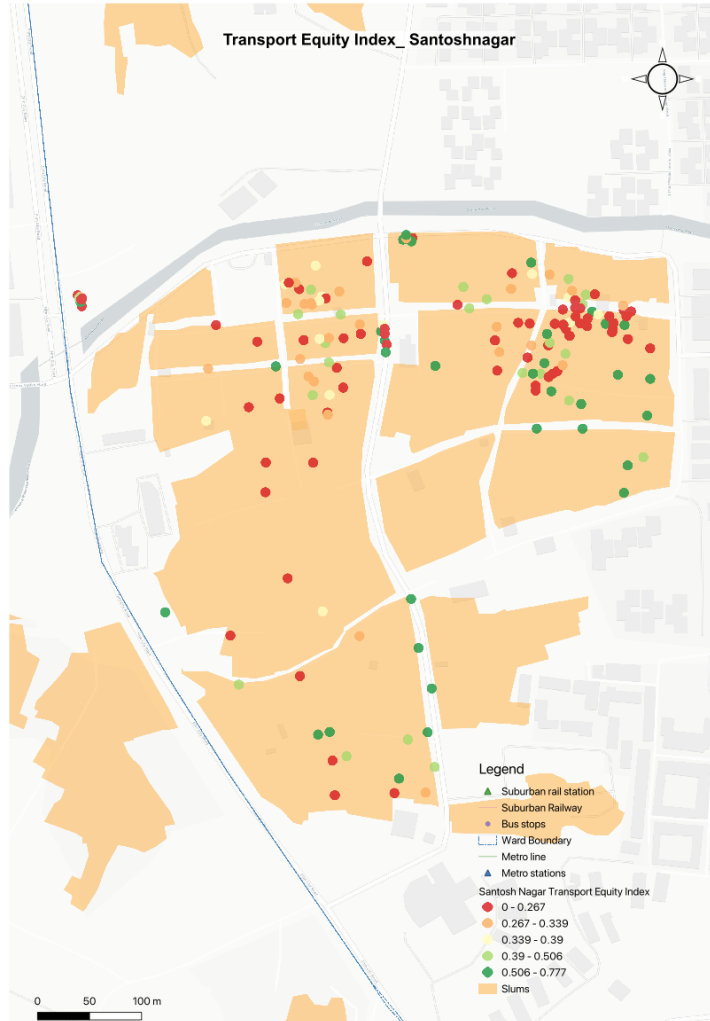 Transport Equity Index_ Santoshnagar
Legend
Suburban rail station
Suburban Railway
Bus stops
Ward Boundary
Metro line
Metro stations
Santosh Nagar Transport Equity Index
0 - 0.267
0.267 - 0.339
0.339 - 0.39
0.39 - 0.506
0.506 - 0.777
Slums
0 50 100 m